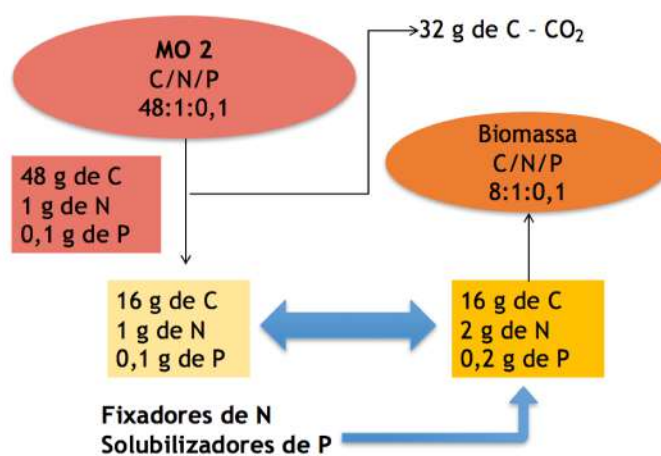 MO 2
C/N/P
48:1:0,1
32 g de C – CO₂
Biomassa
C/N/P
8:1:0,1
48 g de C
1 g de N
0,1 g de P
16 g de C
1 g de N
0,1 g de P
16 g de C
2 g de N
0,2 g de P
Fixadores de N
Solubilizadores de P